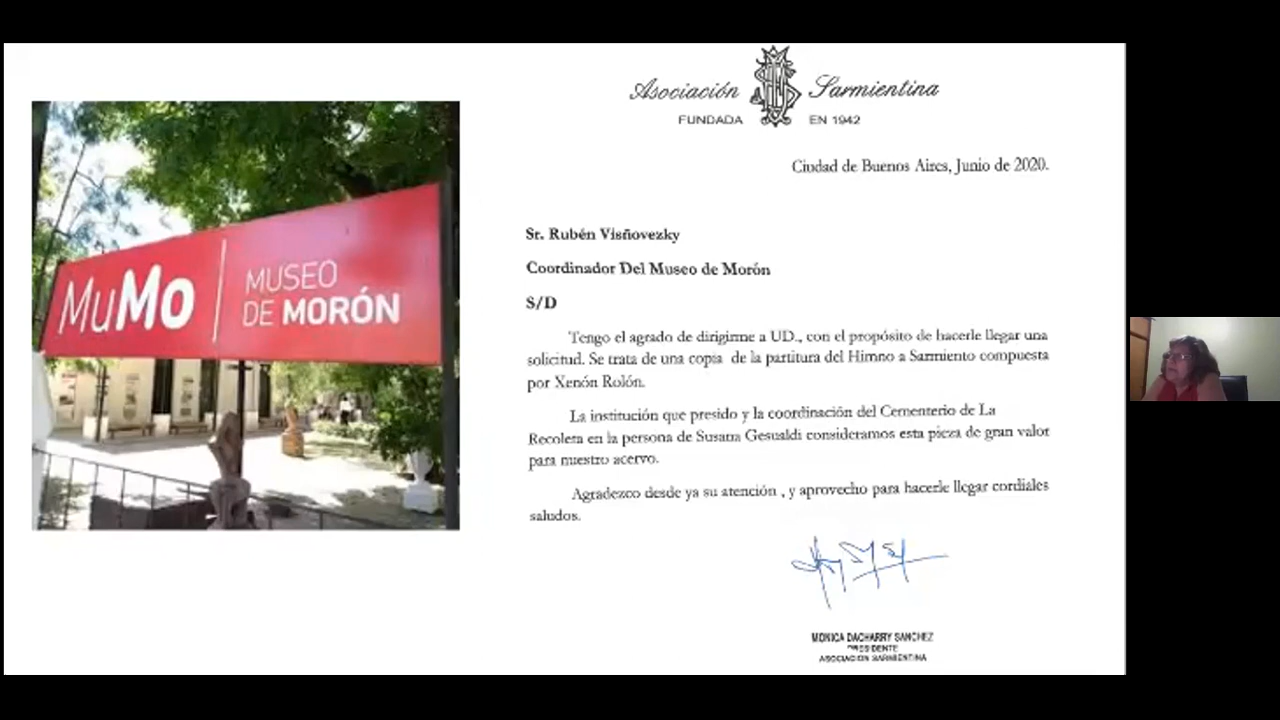 MuMo
MUSEO
DE MORÓN
Asociación Sarmientina
FUNDADA EN 1942
Ciudad de Buenos Aires, Junio de 2020.
Sr. Rubén Visñovezky
Coordinador Del Museo de Morón
S/D
Tengo el agrado de dirigirme a UD., con el propósito de hacerle llegar una
solicitud. Se trata de una copia de la partitura del Himno a Sarmiento compuesta
por Xenón Rolón.
La institución que presido y la coordinación del Cementerio de La
Recoleta en la persona de Susana Gesualdi consideramos esta pieza de gran valor
para nuestro acervo.
Agradezco desde ya su atención , y aprovecho para hacerle llegar cordiales
saludos.
MONICA DACHARRY SANCHEZ
PRESIDENTE
ASOCIACION SARMIENTINA